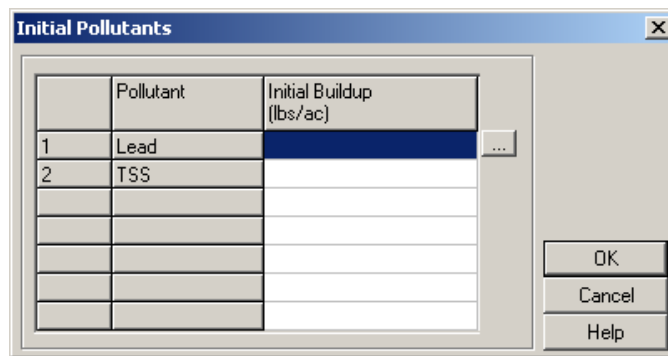 Initial Pollutants
Pollutant Initial Buildup
(lbs/ac)
1 Lead ...
2 TSS
OK
Cancel
Help